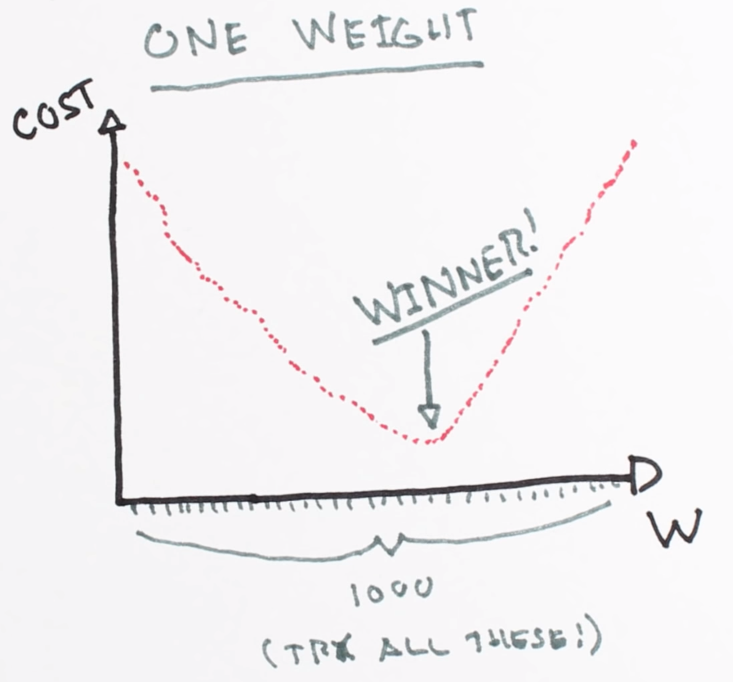 ONE WEIGHT
COST
WINNER!
W
1000
(TRY ALL THESE!)